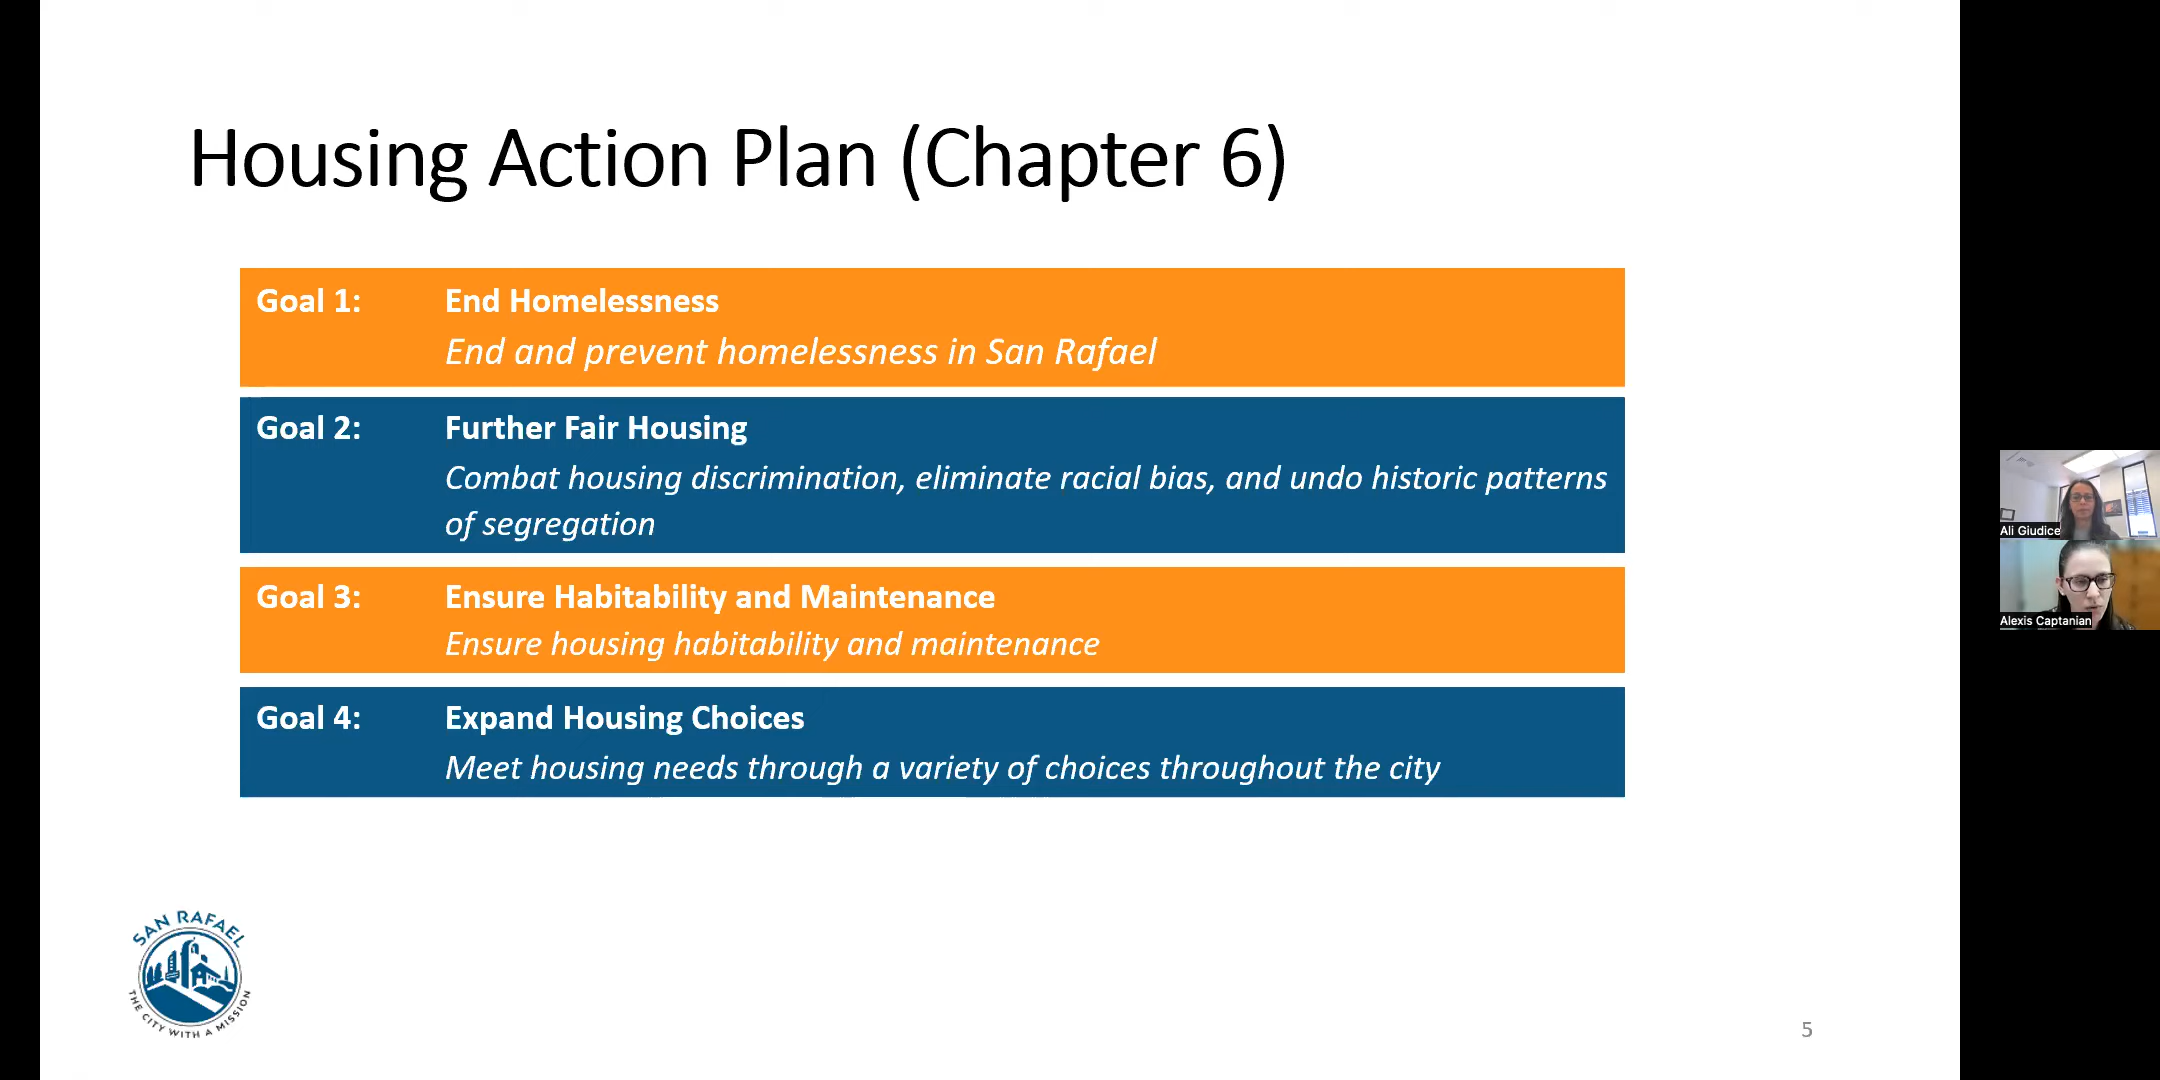 Housing Action Plan (Chapter 6)
Goal 1: End Homelessness
End and prevent homelessness in San Rafael
Goal 2: Further Fair Housing
Combat housing discrimination, eliminate racial bias, and undo historic patterns
of segregation
Goal 3: Ensure Habitability and Maintenance
Ensure housing habitability and maintenance
Goal 4: Expand Housing Choices
Meet housing needs through a variety of choices throughout the city
Ali Giudice
Alexis Captanian
SAN RAFAEL
THE CITY WITH A MISSION
5